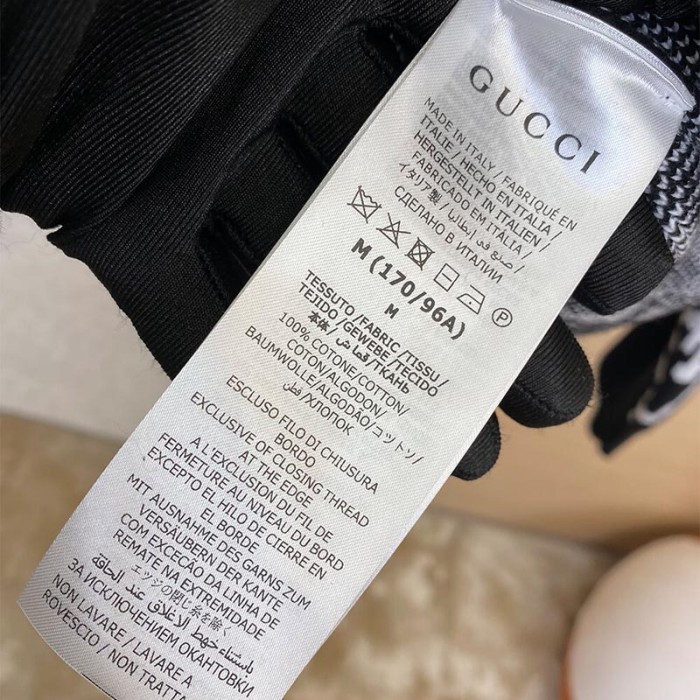 GUCCI
MADE IN ITALY / FABRIQUÉ EN
ITALIE / HECHO EN ITALIA /
HERGESTELLT IN ITALIEN
FABRICADO EM ITALIA /
イタリア製 / صنع في إيطاليا /
СДЕЛАНО В ИТАЛИИ
P
M (170/96A)
M
TESSUTO /FABRIC /TISSU/
TEJIDO /GEWEBE /TECIDO
本体/ قماش /ТКАНЬ
100% COTONE/COTTON/
COTON/ALGODON/
BAUMWOLLE/ALGODÃO/コットン/
قطن /ХЛОПОК
ESCLUSO FILO DI CHIUSURA
BORDO
EXCLUSIVE OF CLOSING THREAD
AT THE EDGE
A L'EXCLUSION DU FIL DE
FERMETURE AU NIVEAU DU BORD
EXCEPTO EL HILO DE CIERRE EN
EL BORDE
MIT AUSNAHME DES GARNS ZUM
VERSÄUBERN DER KANTE
COM EXCEÇÃO DA LINHA DE
REMATE NA EXTREMIDADE
エッジの閉じ糸を除く
باستثناء خيط الإغلاق عند الحافة
ЗА ИСКЛЮЧЕНИЕМ ОКАНТОВКИ
NON LAVARE / LAVARE A
ROVESCIO / NON TRATTA